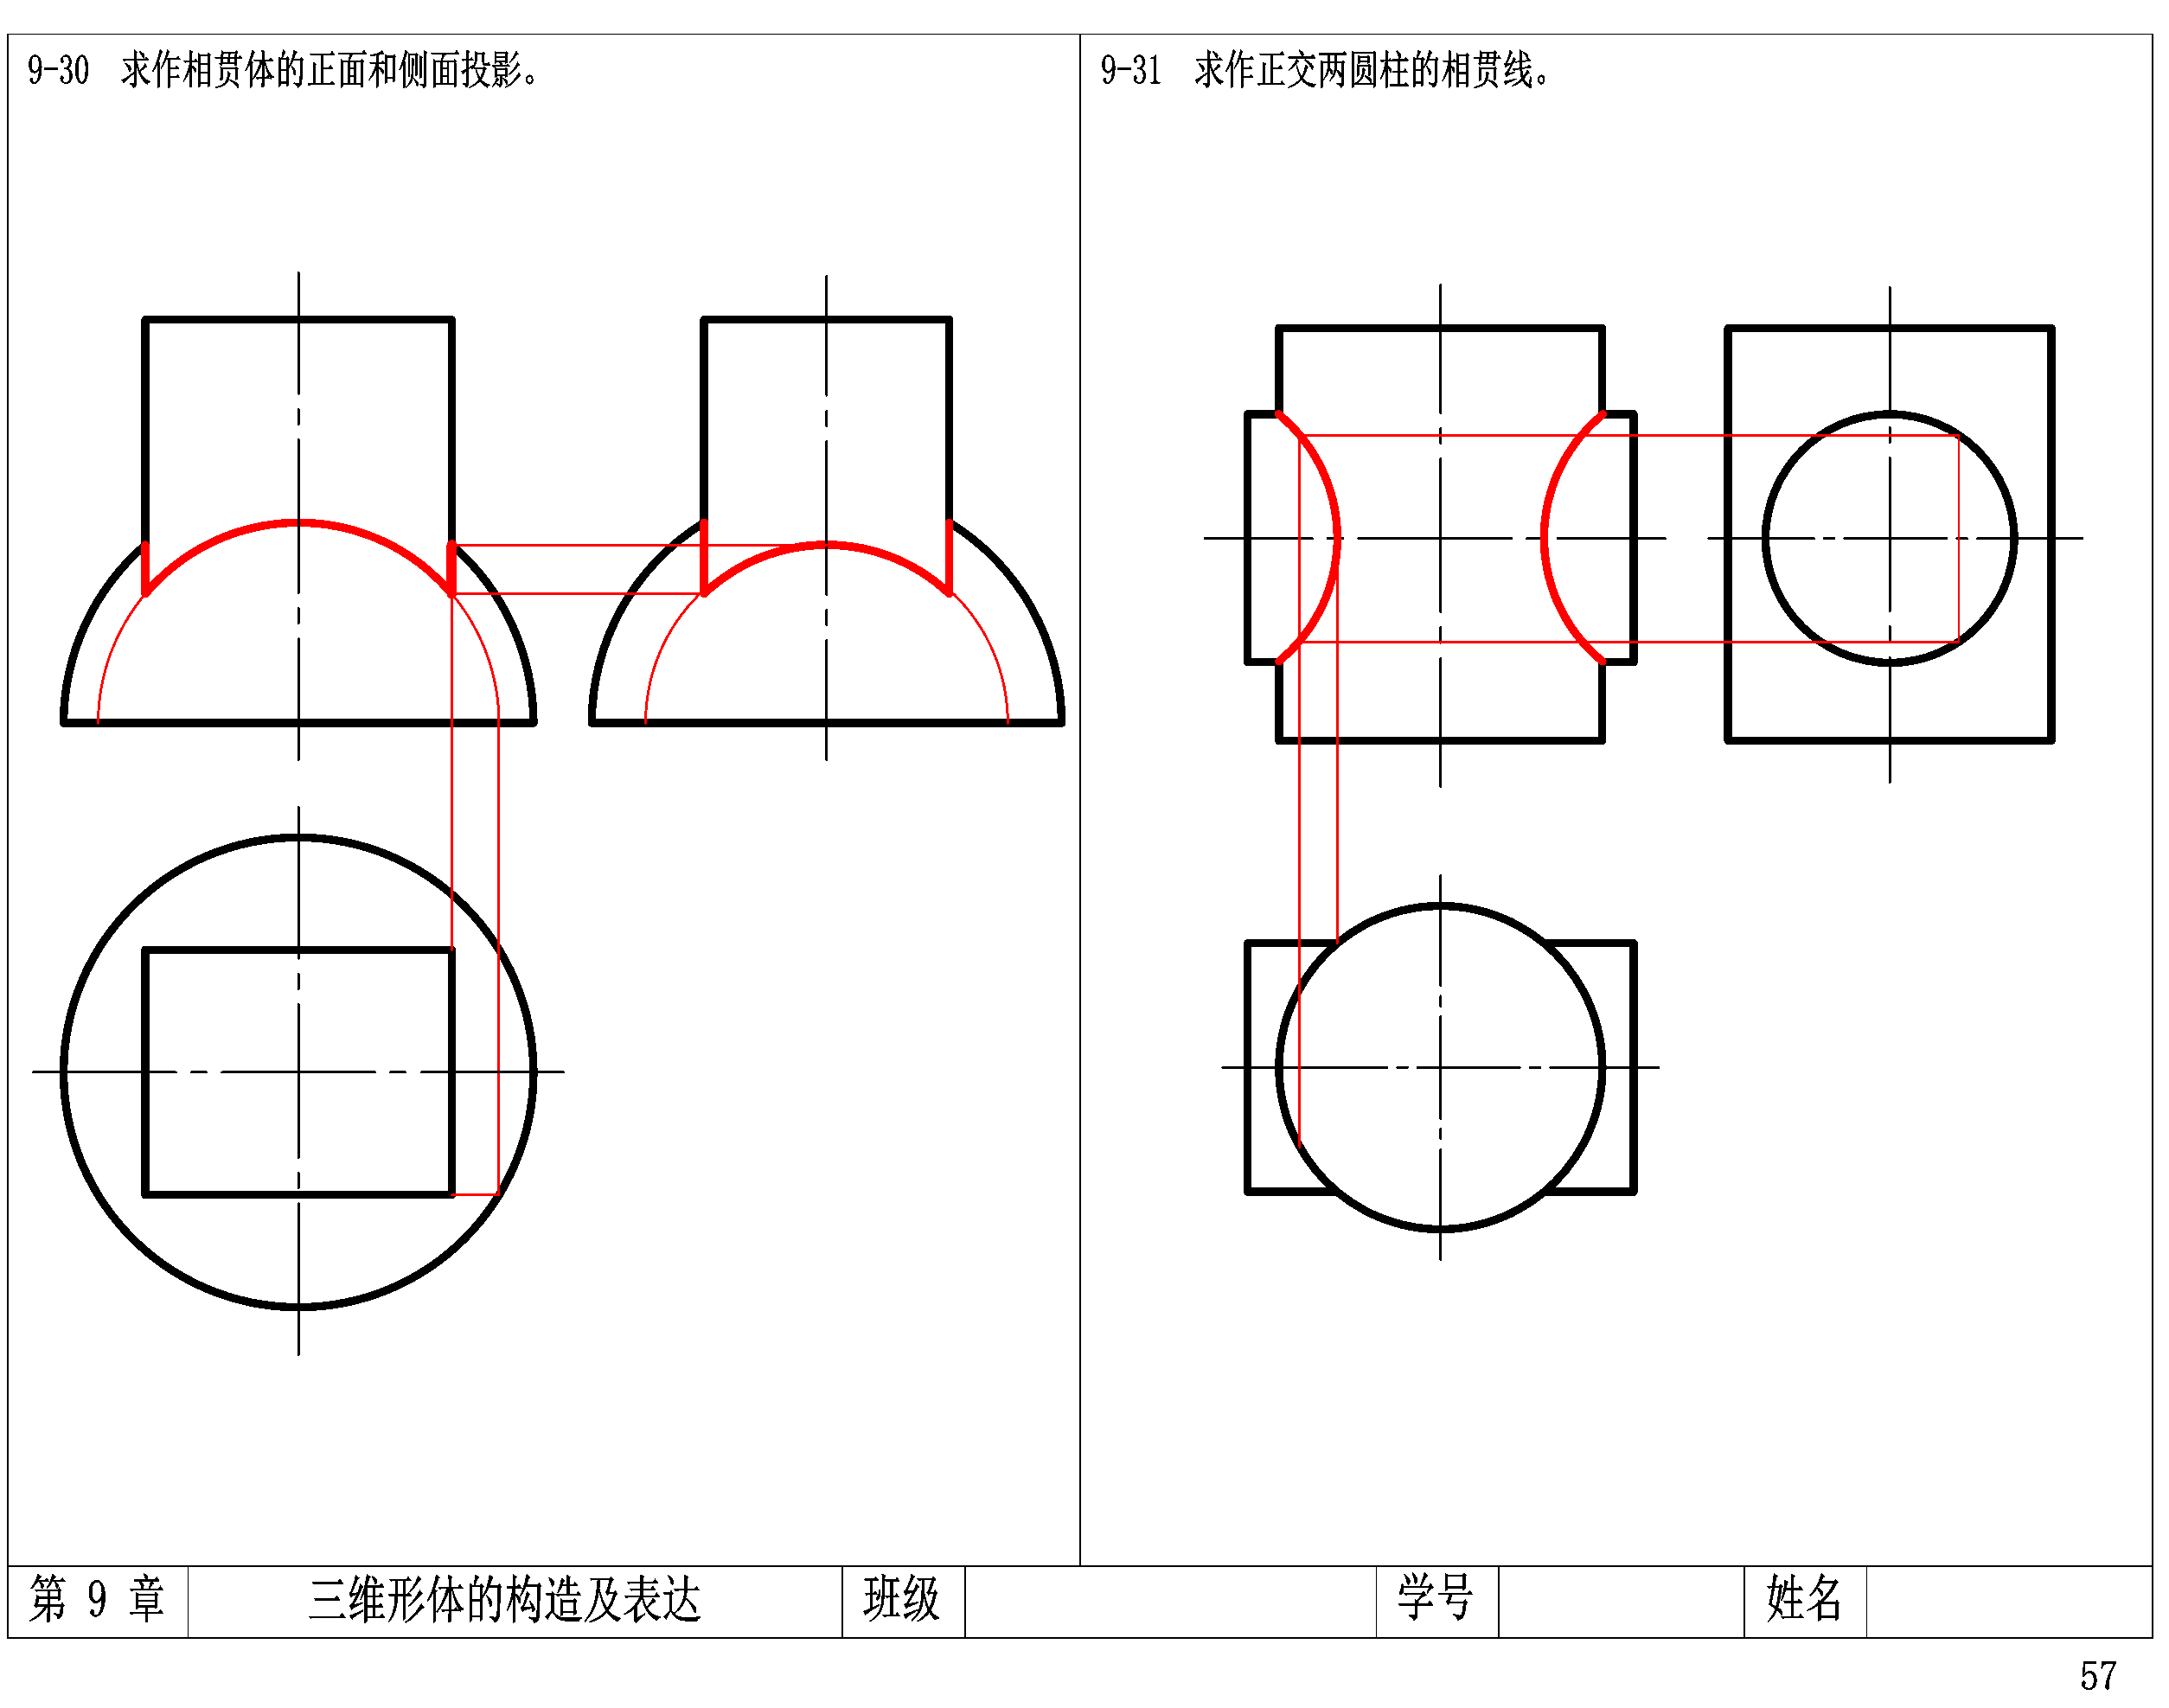 9-30 求作相贯体的正面和侧面投影。
9-31 求作正交两圆柱的相贯线。
第 9 章 三维形体的构造及表达 班级 学号 姓名
57